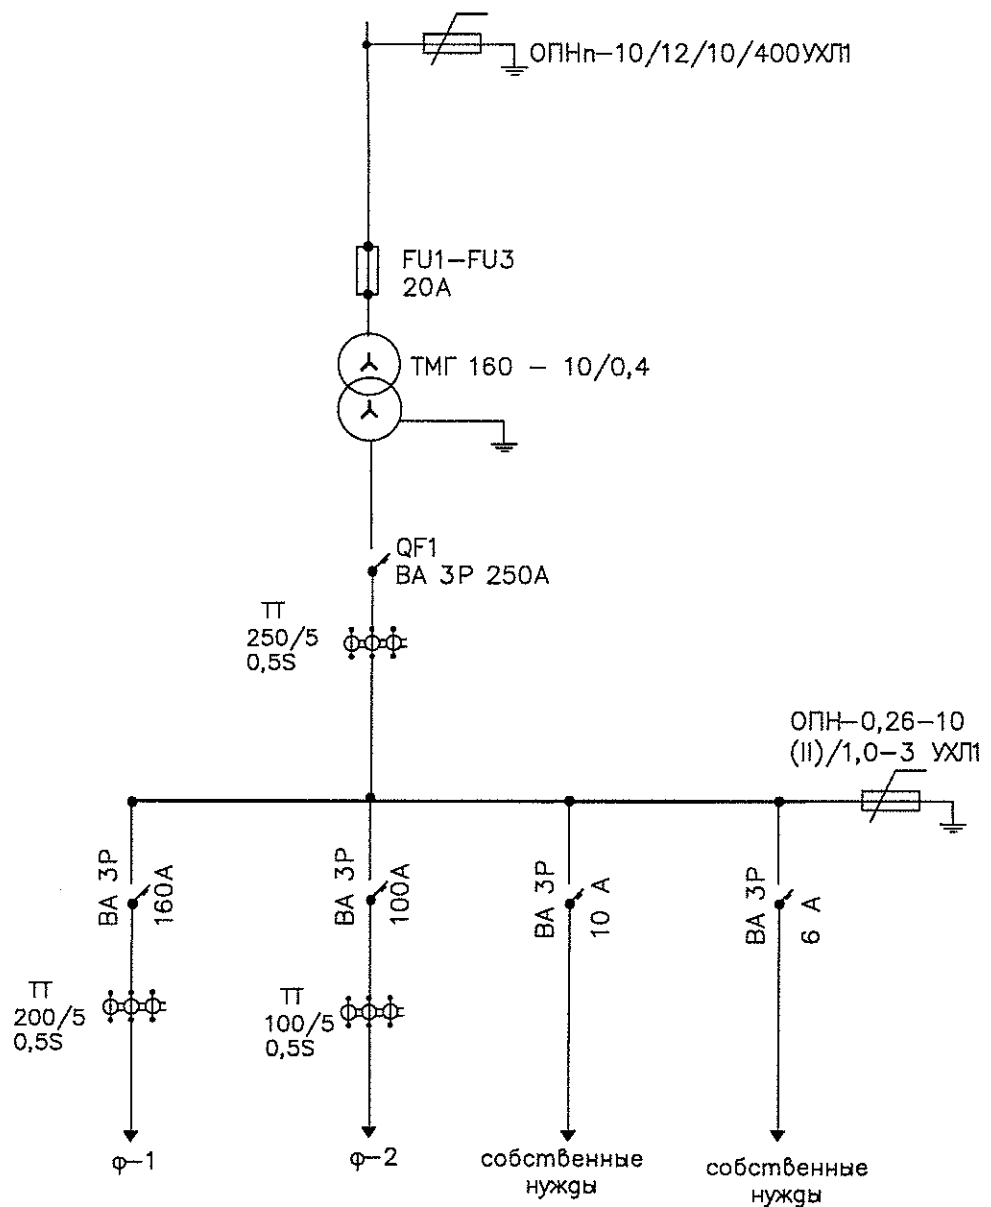 ОПНп-10/12/10/400УХЛ1
FU1-FU3
20А
ТМГ 160 - 10/0,4
QF1
ВА 3Р 250А
ТТ
250/5
0,5S
ОПН-0,26-10
(II)/1,0-3 УХЛ1
ВА 3Р
160А
ВА 3Р
100А
ВА 3Р
10 А
ВА 3Р
6 А
ТТ
200/5
0,5S
ТТ
100/5
0,5S
ф-1
ф-2
собственные
нужды
собственные
нужды